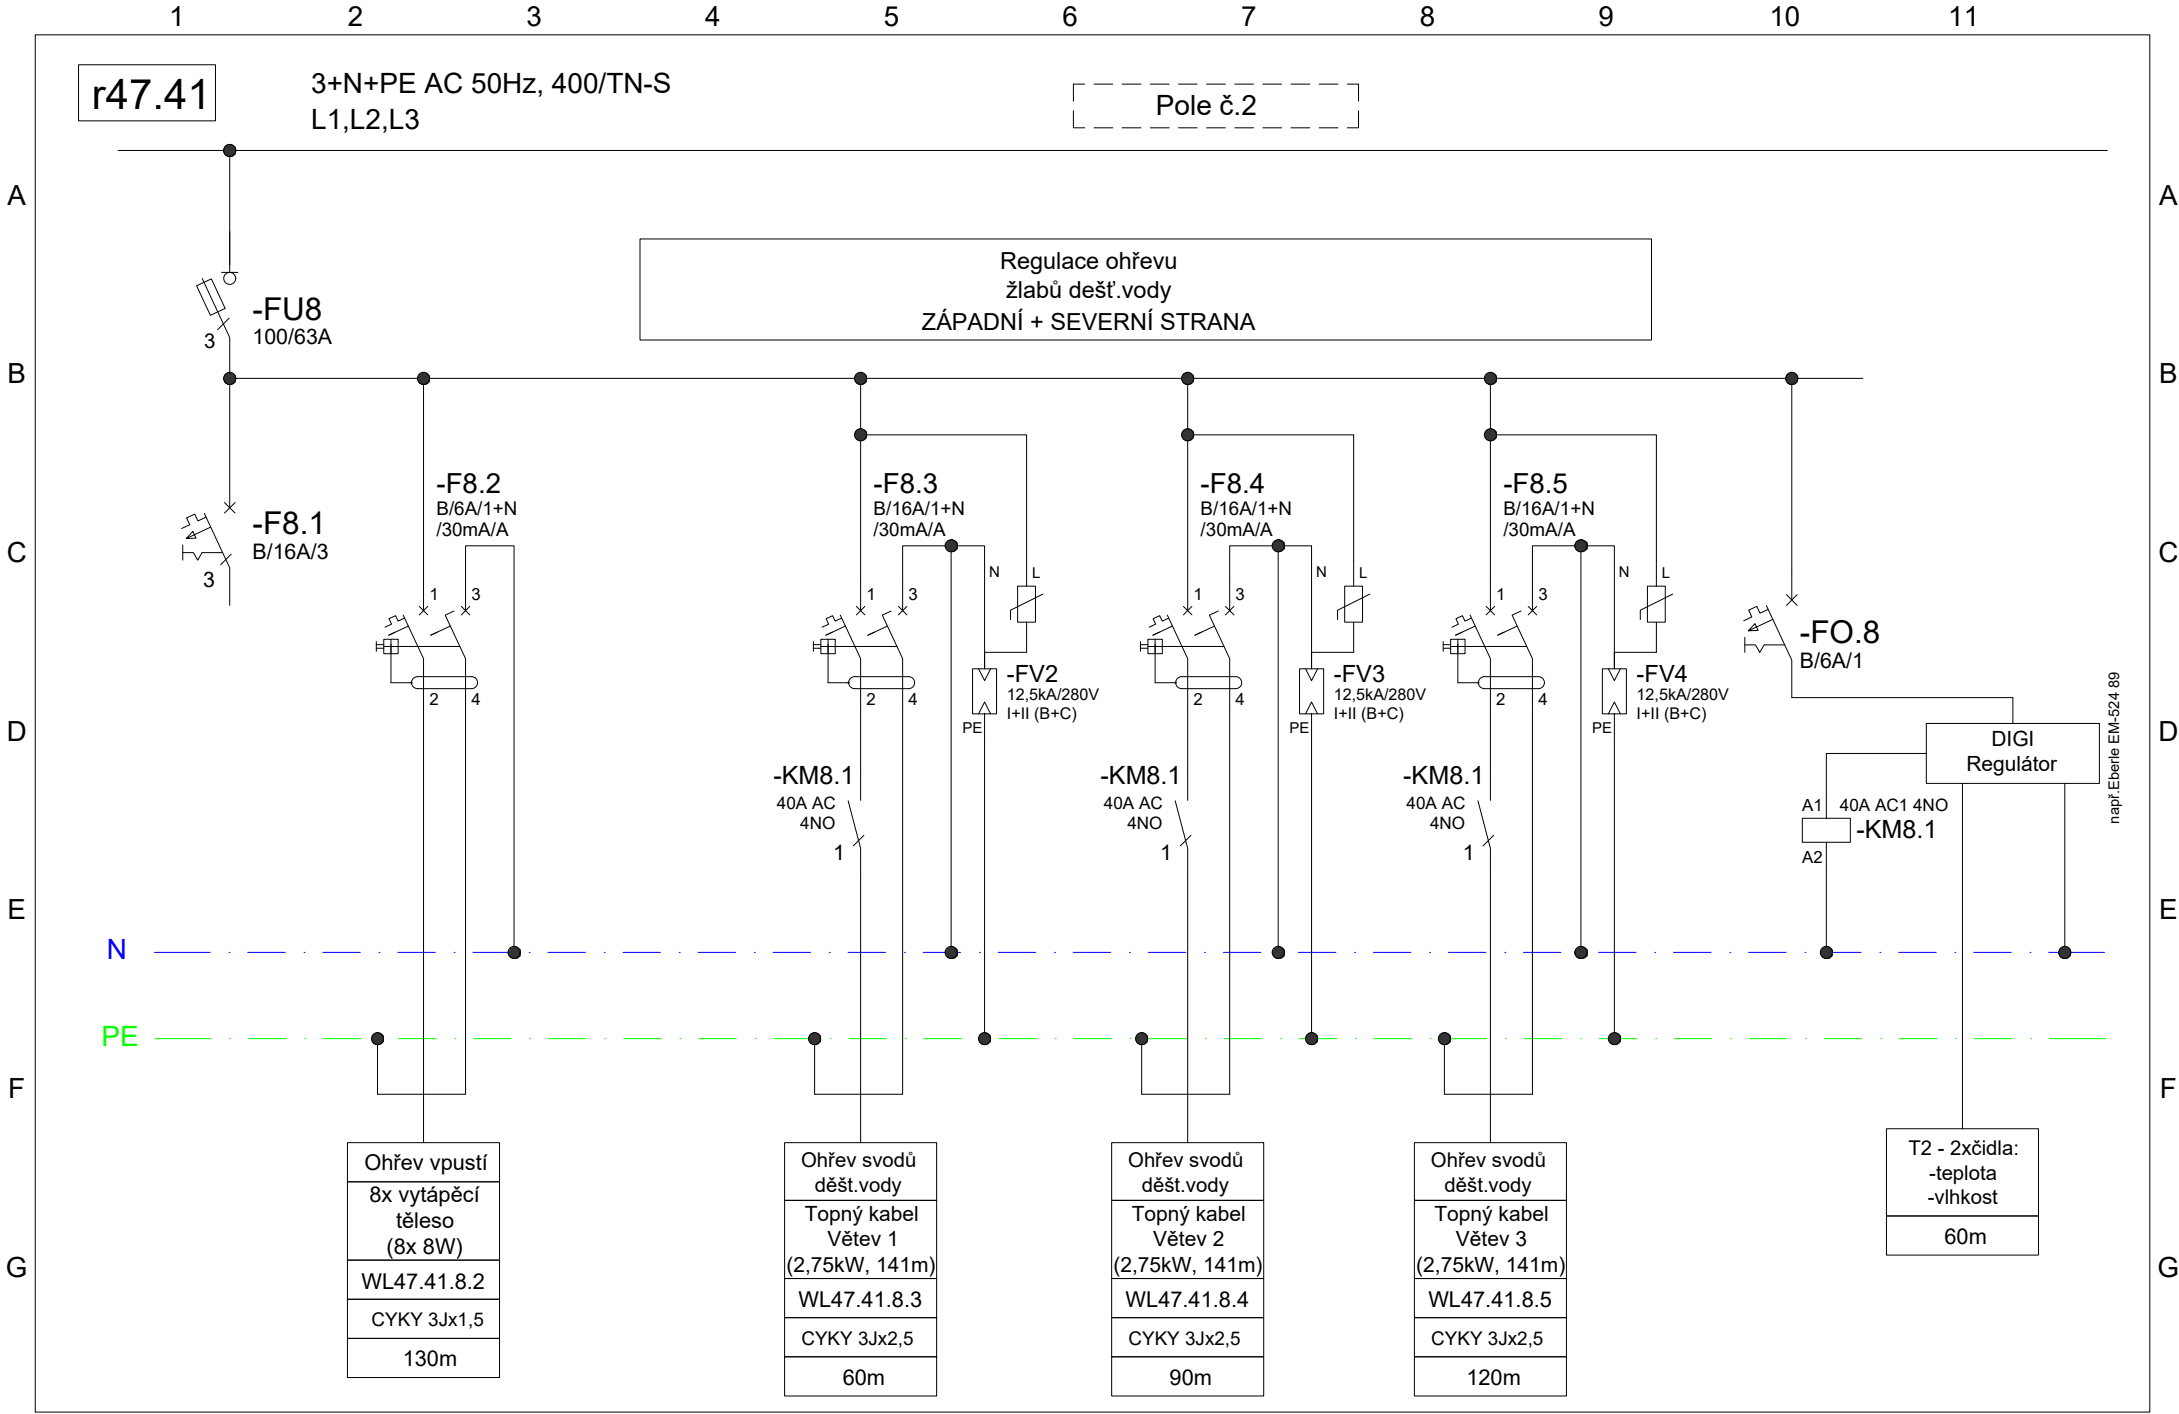 1 2 3 4 5 6 7 8 9 10 11
r47.41
3+N+PE AC 50Hz, 400/TN-S
L1,L2,L3
Pole č.2
A A
Regulace ohřevu
žlabů dešť.vody
ZÁPADNÍ + SEVERNÍ STRANA
-FU8
100/63A
3
B B
-F8.1
B/16A/3
3
-F8.2
B/6A/1+N
/30mA/A
1 3
2 4
-F8.3
B/16A/1+N
/30mA/A
N L
1 3
2 4
-FV2
12,5kA/280V
I+II (B+C)
PE
-F8.4
B/16A/1+N
/30mA/A
N L
1 3
2 4
-FV3
12,5kA/280V
I+II (B+C)
PE
-F8.5
B/16A/1+N
/30mA/A
N L
1 3
2 4
-FV4
12,5kA/280V
I+II (B+C)
PE
C C
-FO.8
B/6A/1
D D
DIGI
Regulátor
např.Eberle EM-524 89
-KM8.1
40A AC
4NO
1
-KM8.1
40A AC
4NO
1
-KM8.1
40A AC
4NO
1
A1 40A AC1 4NO
-KM8.1
A2
E E
N
PE
F F
Ohřev vpustí
8x vytápěcí
těleso
(8x 8W)
WL47.41.8.2
CYKY 3Jx1,5
130m
Ohřev svodů
děšt.vody
Topný kabel
Větev 1
(2,75kW, 141m)
WL47.41.8.3
CYKY 3Jx2,5
60m
Ohřev svodů
děšt.vody
Topný kabel
Větev 2
(2,75kW, 141m)
WL47.41.8.4
CYKY 3Jx2,5
90m
Ohřev svodů
děšt.vody
Topný kabel
Větev 3
(2,75kW, 141m)
WL47.41.8.5
CYKY 3Jx2,5
120m
T2 - 2xčidla:
-teplota
-vlhkost
60m
G G